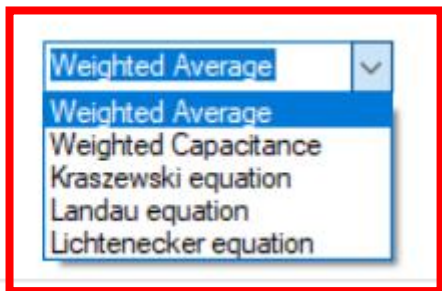 Weighted Average
Weighted Average
Weighted Capacitance
Kraszewski equation
Landau equation
Lichtenecker equation